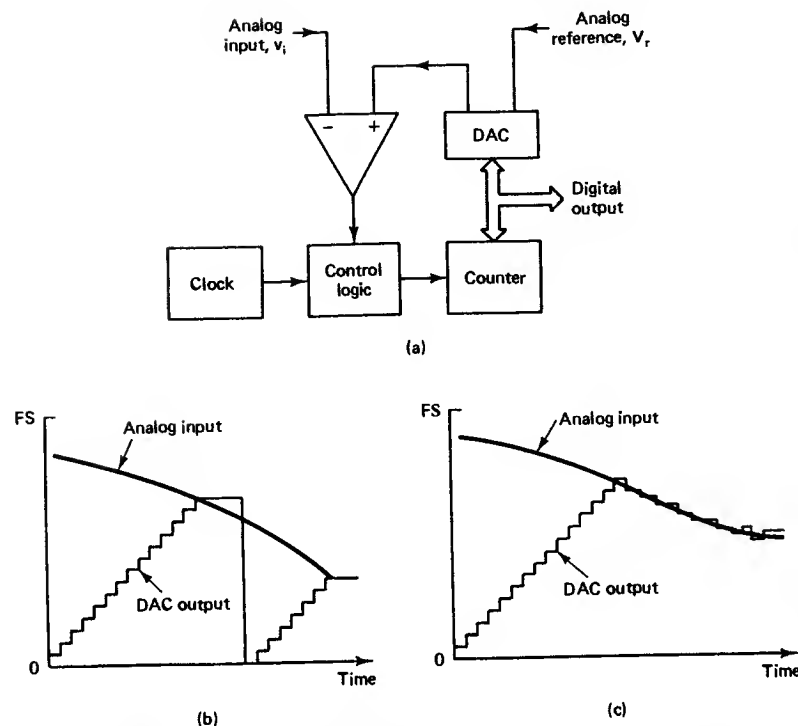 Analog
input, vᵢ
Analog
reference, Vᵣ
−
+
DAC
Digital
output
Clock
Control
logic
Counter
(a)
FS
Analog input
DAC output
0
Time
(b)
FS
Analog input
DAC output
0
Time
(c)